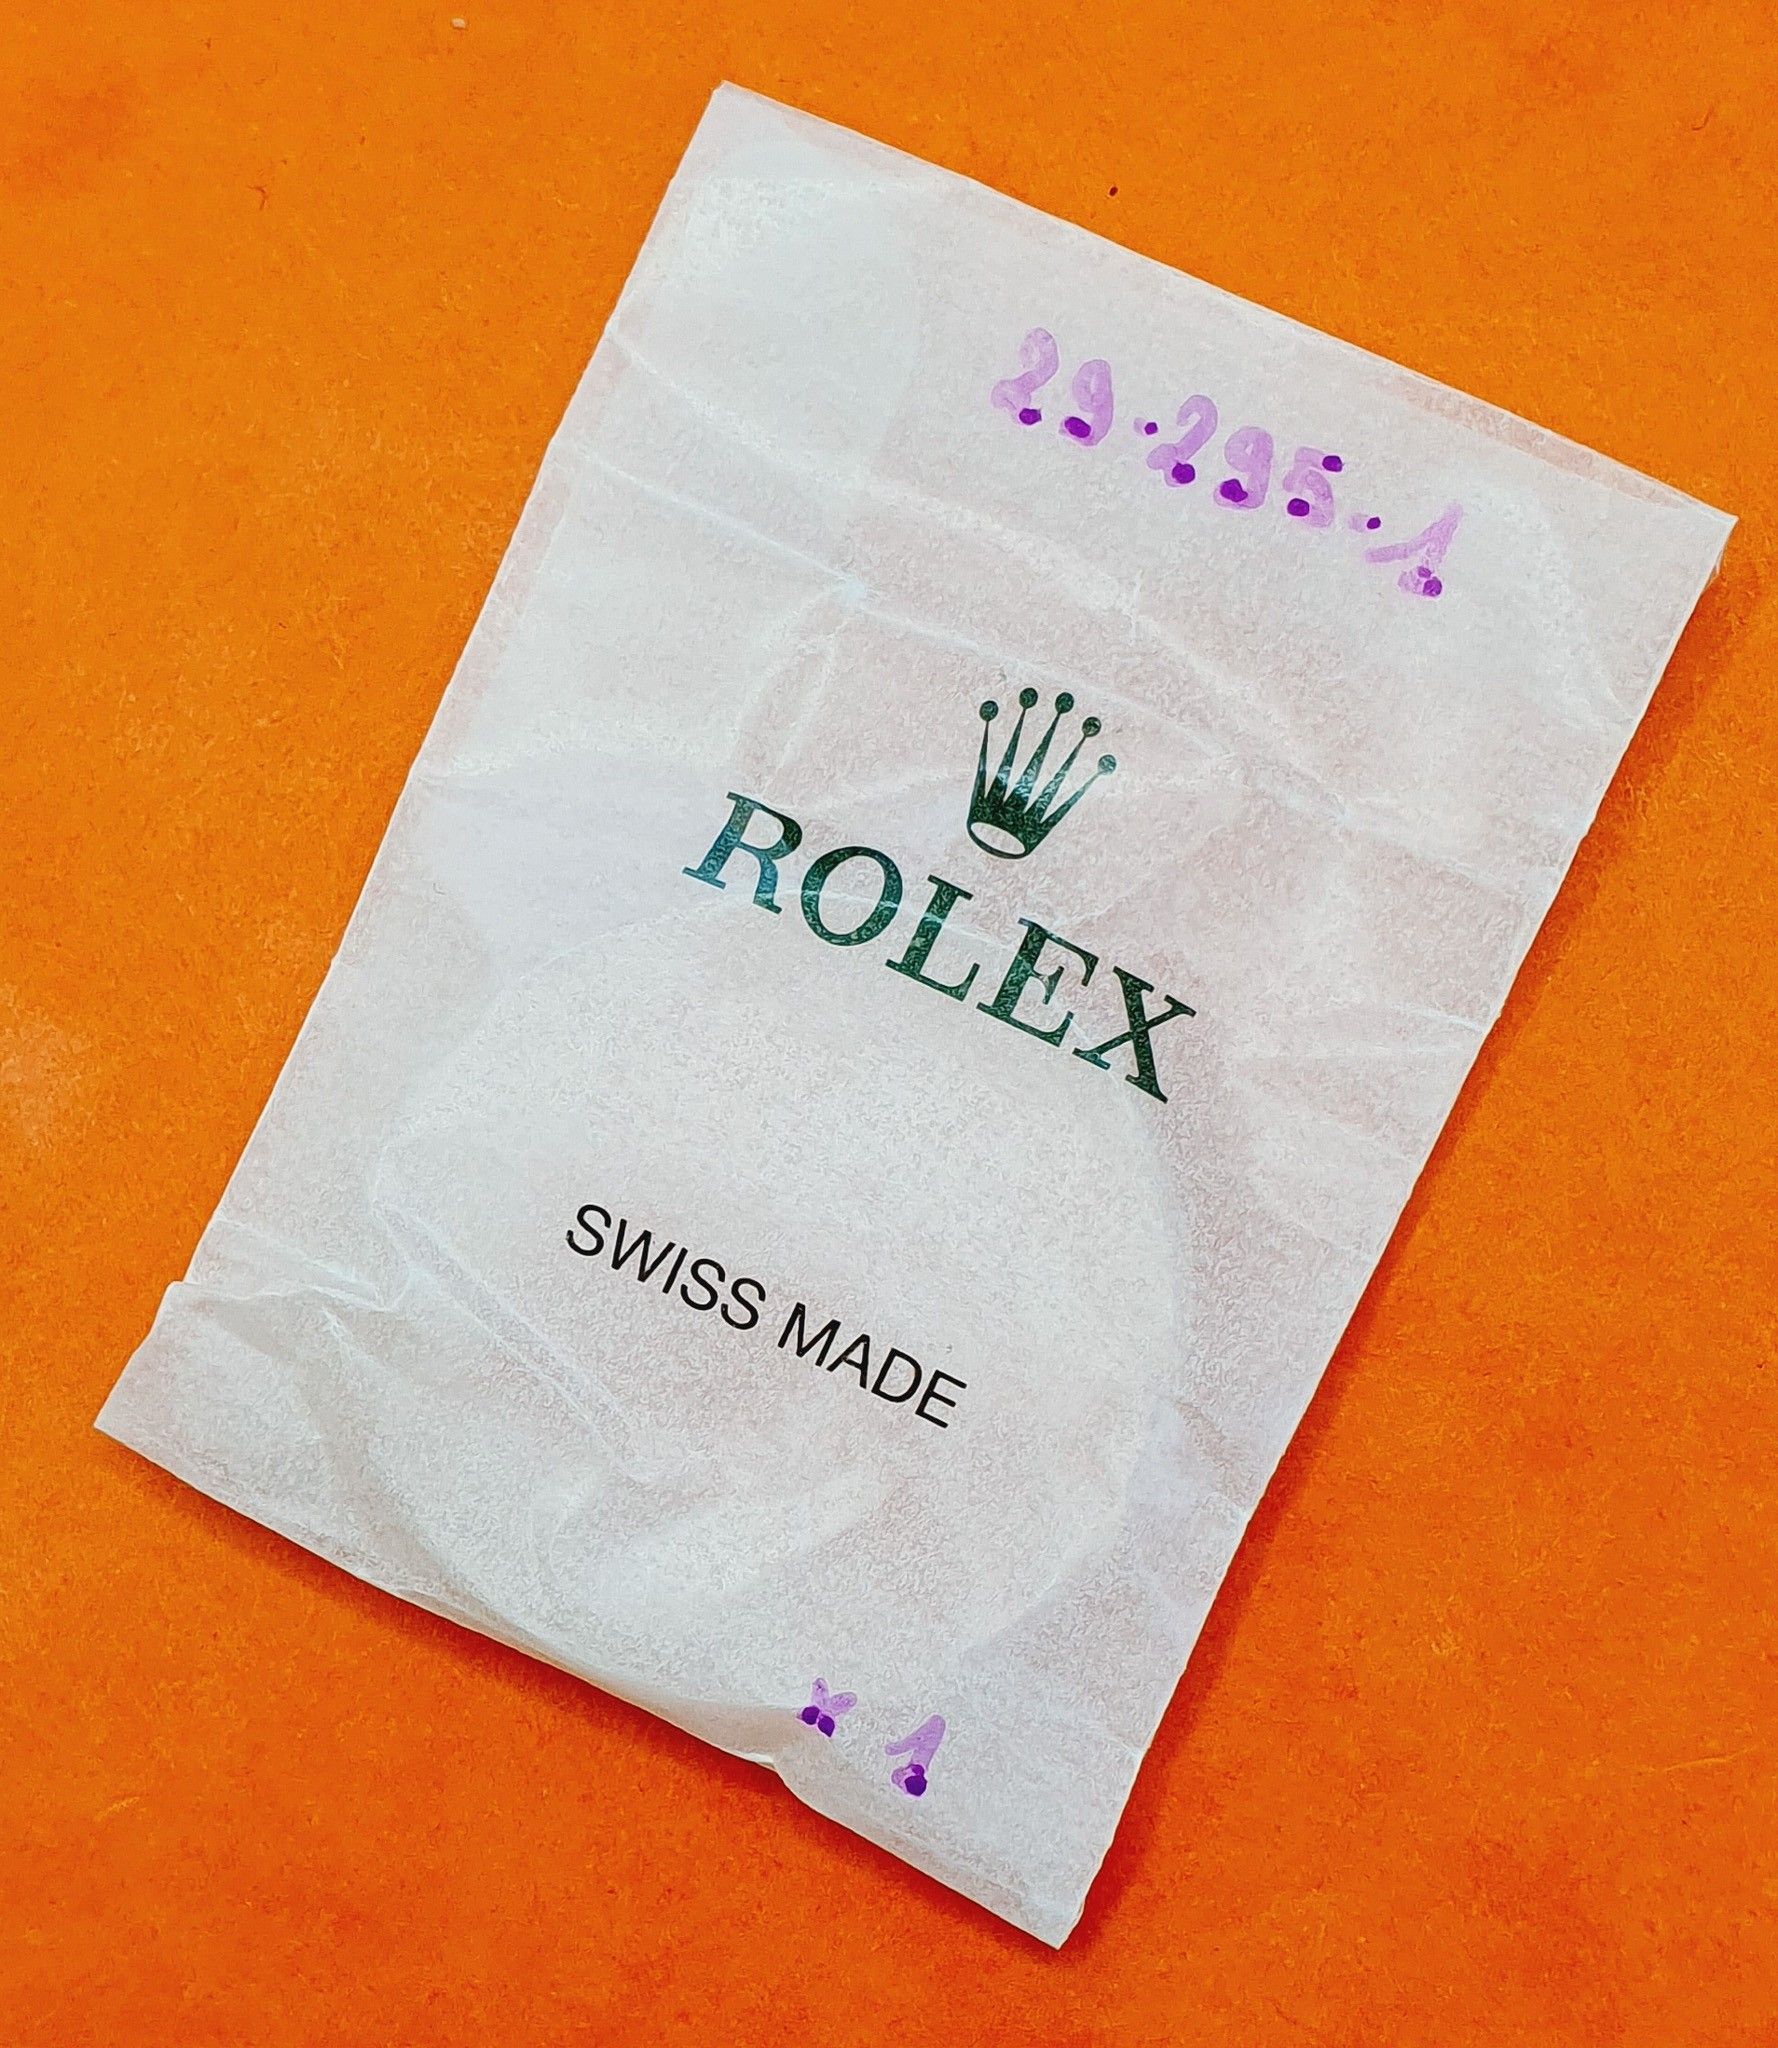 29.295.1
ROLEX
SWISS MADE
x 1